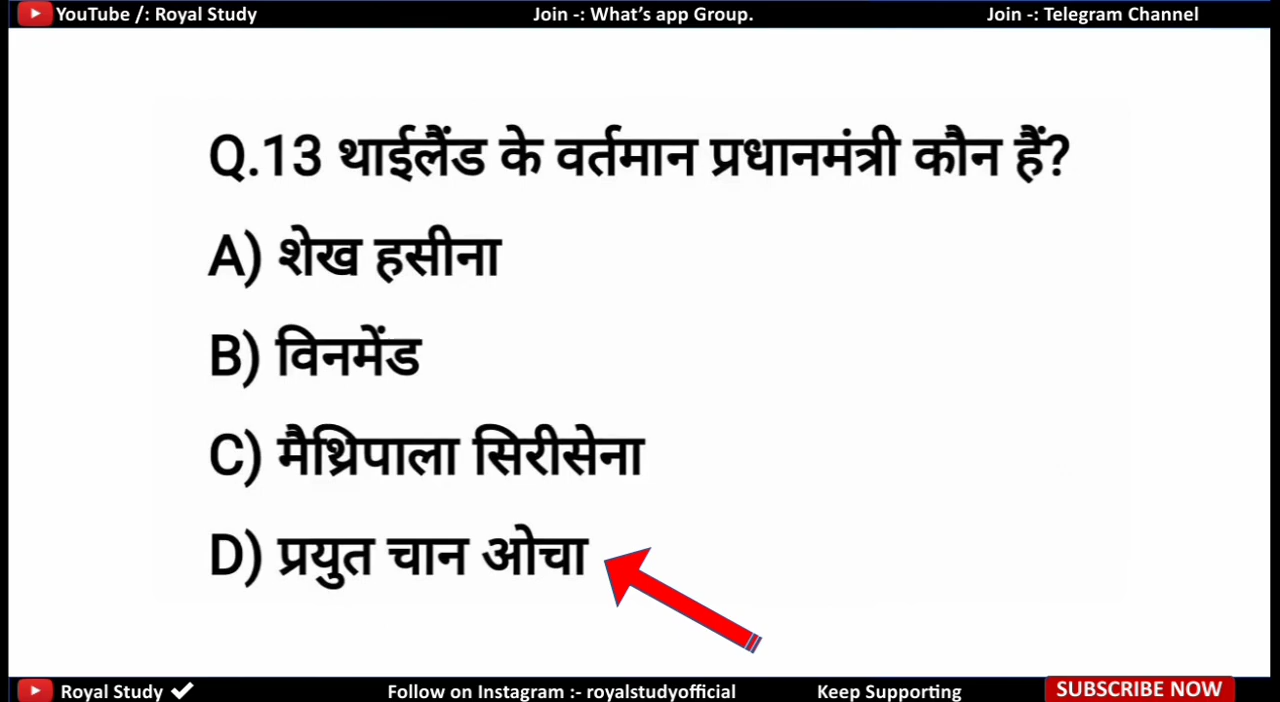 YouTube /: Royal Study Join -: What’s app Group. Join -: Telegram Channel
Q.13 थाईलैंड के वर्तमान प्रधानमंत्री कौन हैं?
A) शेख हसीना
B) विनमेंड
C) मैथ्रिपाला सिरीसेना
D) प्रयुत चान ओचा
Royal Study Follow on Instagram :- royalstudyofficial Keep Supporting SUBSCRIBE NOW